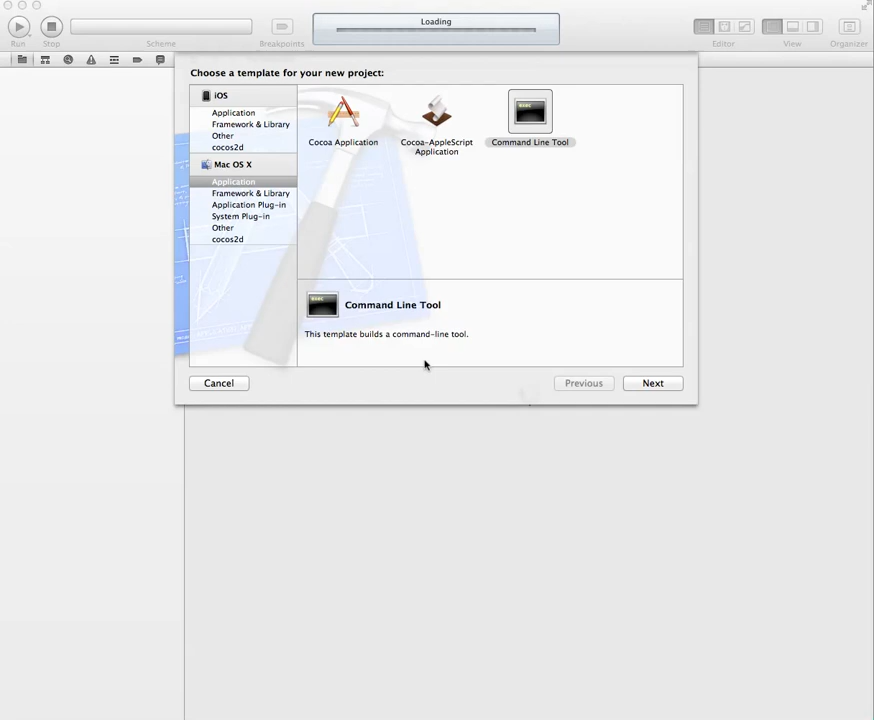 Loading
Run
Stop
Scheme
Breakpoints
Editor
View
Organizer
Choose a template for your new project:
iOS
Application
Framework & Library
Other
cocos2d
Mac OS X
Application
Framework & Library
Application Plug-in
System Plug-in
Other
cocos2d
Cocoa Application
Cocoa-AppleScript
Application
Command Line Tool
Command Line Tool
This template builds a command-line tool.
Cancel
Previous
Next